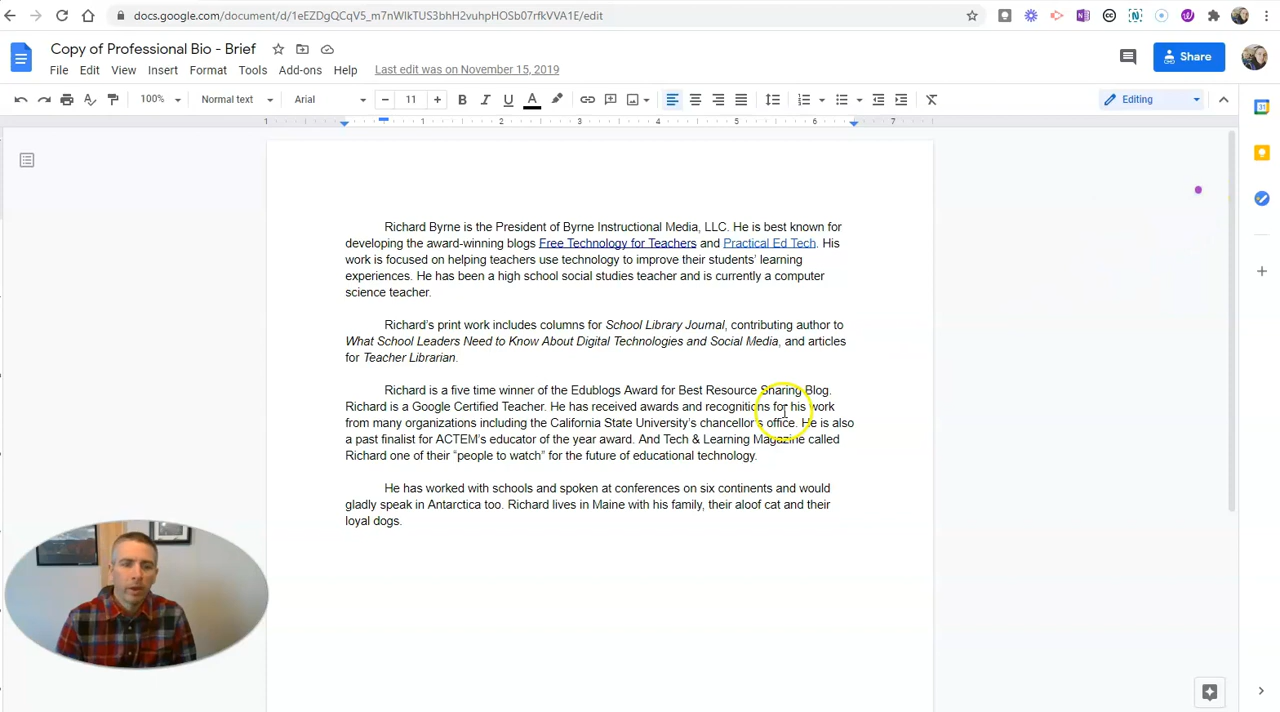 docs.google.com/document/d/1eEZDgQCqV5_m7nWlkTUS3bhH2vuhpHOSb07rfkVVA1E/edit
Copy of Professional Bio - Brief
Share
File Edit View Insert Format Tools Add-ons Help Last edit was on November 15, 2019
100% Normal text Arial 11 B I U A Editing
1 1 2 3 4 5 6 7
Richard Byrne is the President of Byrne Instructional Media, LLC. He is best known for
developing the award-winning blogs Free Technology for Teachers and Practical Ed Tech. His
work is focused on helping teachers use technology to improve their students’ learning
experiences. He has been a high school social studies teacher and is currently a computer
science teacher.
Richard’s print work includes columns for School Library Journal, contributing author to
What School Leaders Need to Know About Digital Technologies and Social Media, and articles
for Teacher Librarian.
Richard is a five time winner of the Edublogs Award for Best Resource Sharing Blog.
Richard is a Google Certified Teacher. He has received awards and recognitions for his work
from many organizations including the California State University’s chancellor’s office. He is also
a past finalist for ACTEM’s educator of the year award. And Tech & Learning Magazine called
Richard one of their “people to watch” for the future of educational technology.
He has worked with schools and spoken at conferences on six continents and would
gladly speak in Antarctica too. Richard lives in Maine with his family, their aloof cat and their
loyal dogs.